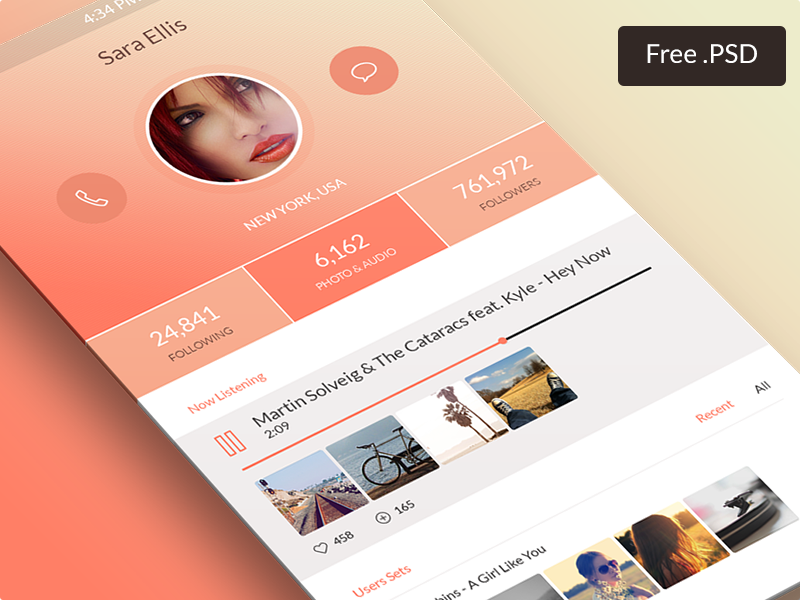 4:34 PM
Free .PSD
Sara Ellis
NEW YORK, USA
24,841
FOLLOWING
6,162
PHOTO & AUDIO
761,972
FOLLOWERS
Now Listening
Martin Solveig & The Cataracs feat. Kyle - Hey Now
2:09
458
165
Recent
All
Users Sets
- A Girl Like You